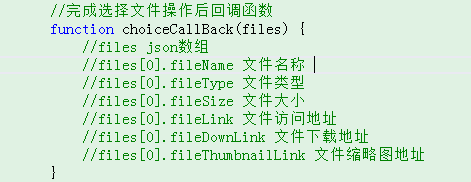 //完成选择文件操作后回调函数
function choiceCallBack(files) {
//files json数组
//files[0].fileName 文件名称
//files[0].fileType 文件类型
//files[0].fileSize 文件大小
//files[0].fileLink 文件访问地址
//files[0].fileDownLink 文件下载地址
//files[0].fileThumbnailLink 文件缩略图地址
}